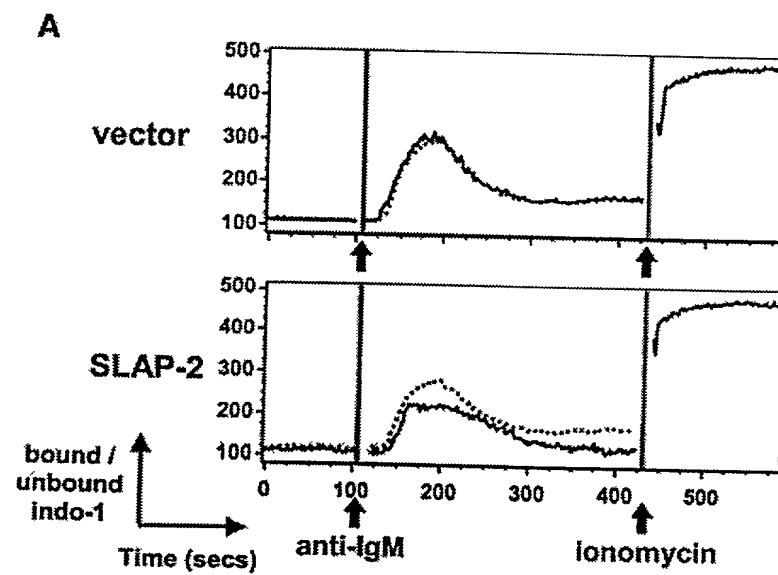 A
500
400
300
200
100
vector
500
400
300
200
100
SLAP-2
0 100 200 300 400 500
bound /
unbound
indo-1
Time (secs)
anti-IgM
Ionomycin